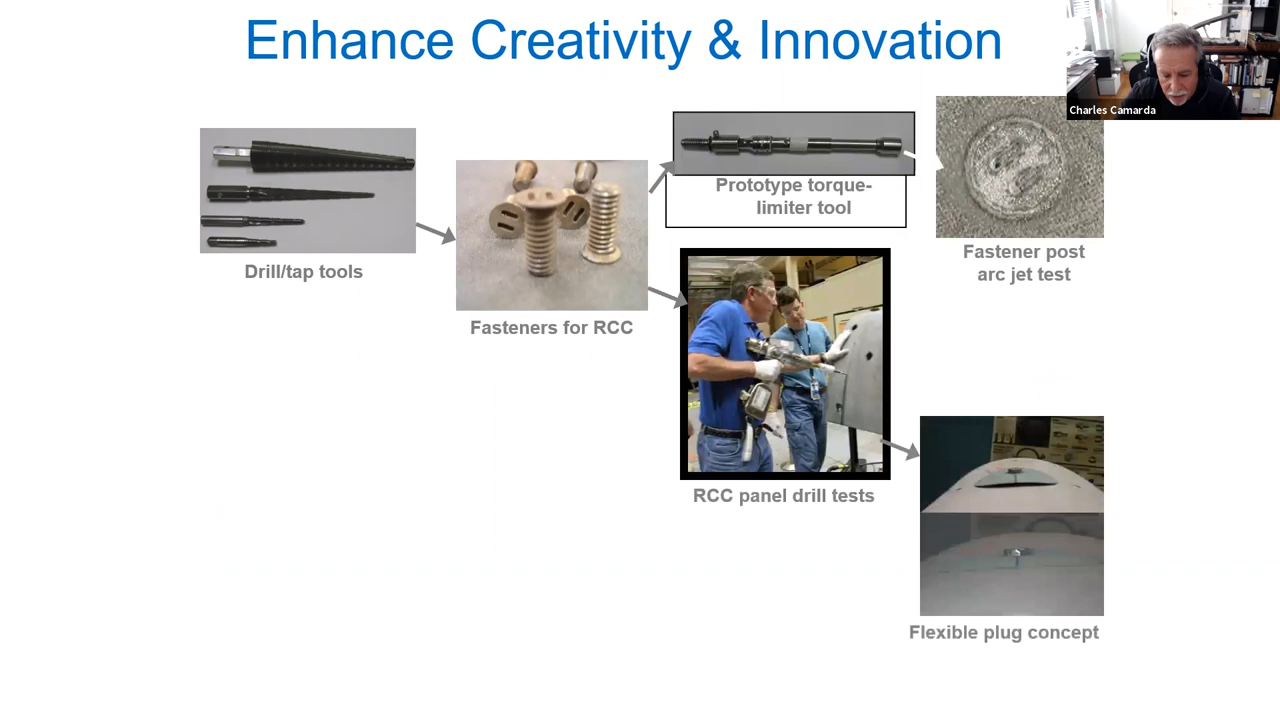 Enhance Creativity & Innovation
Charles Camarda
Drill/tap tools
Fasteners for RCC
Prototype torque-
limiter tool
Fastener post
arc jet test
RCC panel drill tests
Flexible plug concept